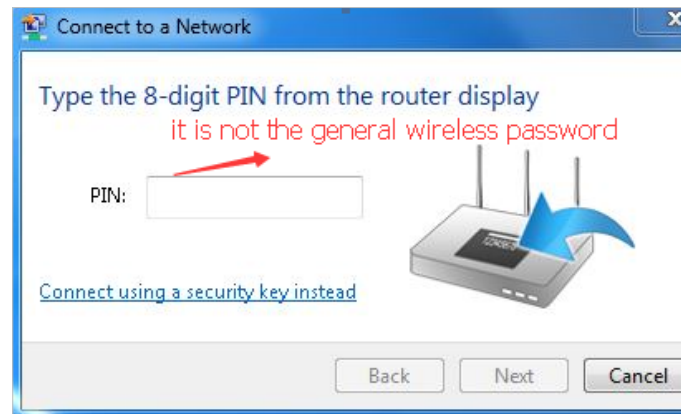 Connect to a Network
Type the 8-digit PIN from the router display
it is not the general wireless password
PIN:
12345670
Connect using a security key instead
Back Next Cancel